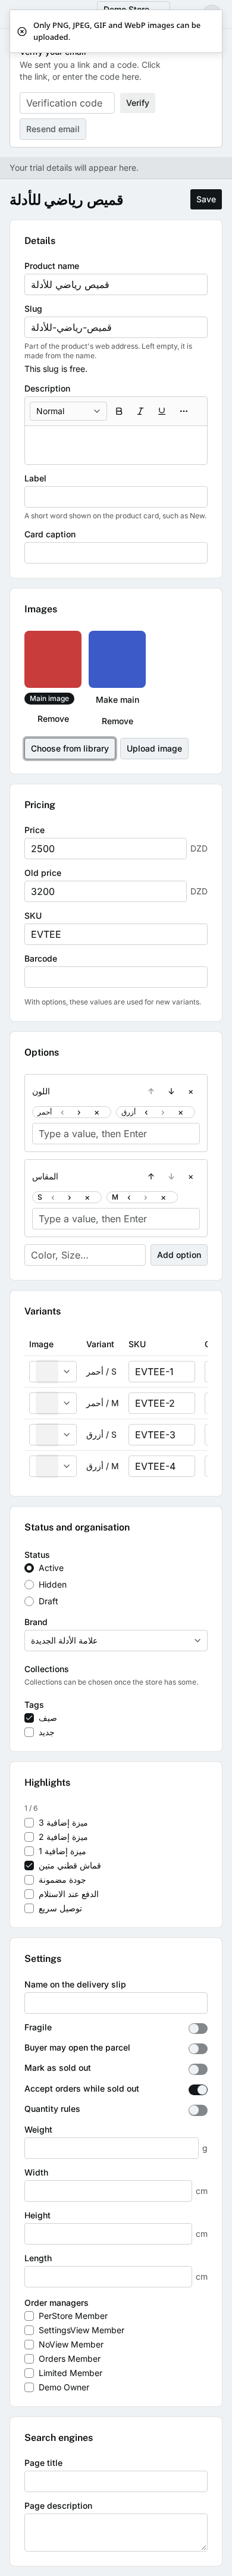 Demo Store
Only PNG, JPEG, GIF and WebP images can be
uploaded.
Verify your email
We sent you a link and a code. Click
the link, or enter the code here.
Verification code
Verify
Resend email
Your trial details will appear here.
قميص رياضي للأدلة
Save
Details
Product name
قميص رياضي للأدلة
Slug
قميص-رياضي-للأدلة
Part of the product's web address. Left empty, it is
made from the name.
This slug is free.
Description
Normal
B I U ···
Label
A short word shown on the product card, such as New.
Card caption
Images
Main image
Make main
Remove
Remove
Choose from library
Upload image
Pricing
Price
2500 DZD
Old price
3200 DZD
SKU
EVTEE
Barcode
With options, these values are used for new variants.
Options
اللون
أحمر
أزرق
Type a value, then Enter
المقاس
S
M
Type a value, then Enter
Color, Size…
Add option
Variants
Image Variant SKU
أحمر / S EVTEE-1
أحمر / M EVTEE-2
أزرق / S EVTEE-3
أزرق / M EVTEE-4
Status and organisation
Status
Active
Hidden
Draft
Brand
علامة الأدلة الجديدة
Collections
Collections can be chosen once the store has some.
Tags
صيف
جديد
Highlights
1 / 6
ميزة إضافية 3
ميزة إضافية 2
ميزة إضافية 1
قماش قطني متين
جودة مضمونة
الدفع عند الاستلام
توصيل سريع
Settings
Name on the delivery slip
Fragile
Buyer may open the parcel
Mark as sold out
Accept orders while sold out
Quantity rules
Weight
g
Width
cm
Height
cm
Length
cm
Order managers
PerStore Member
SettingsView Member
NoView Member
Orders Member
Limited Member
Demo Owner
Search engines
Page title
Page description